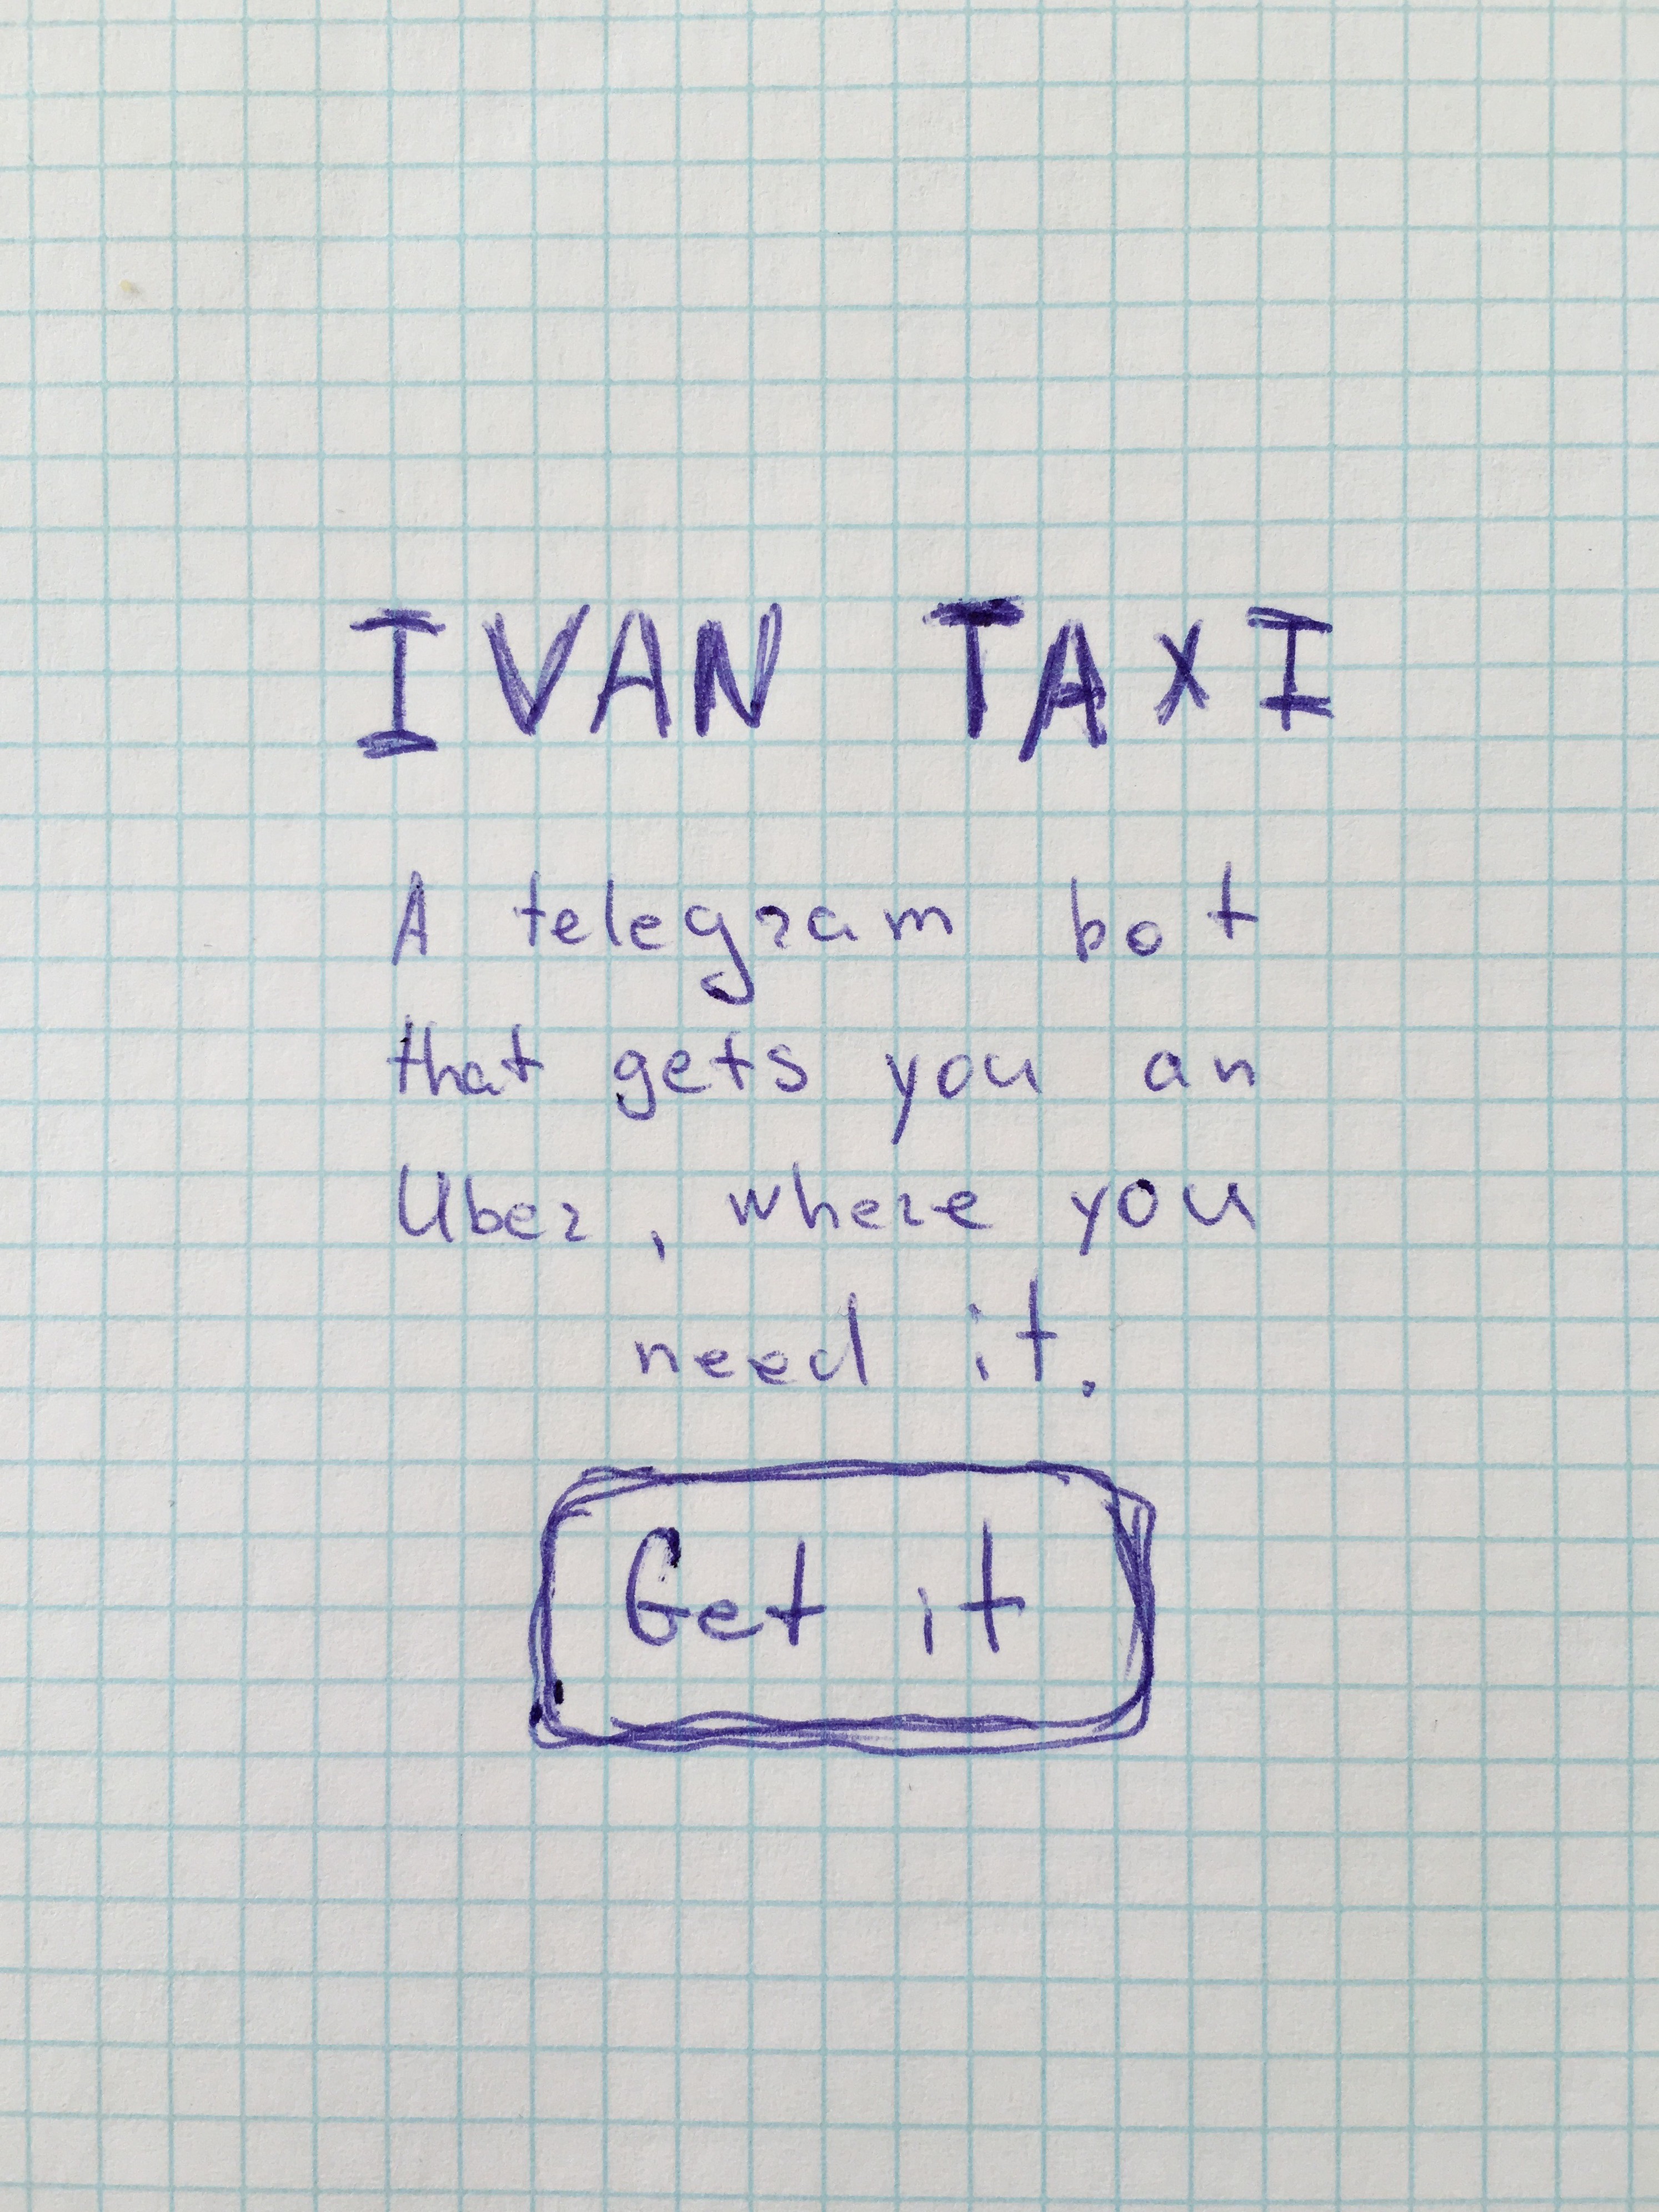 IVAN TAXI
A telegram bot
that gets you an
Uber, where you
need it.
Get it